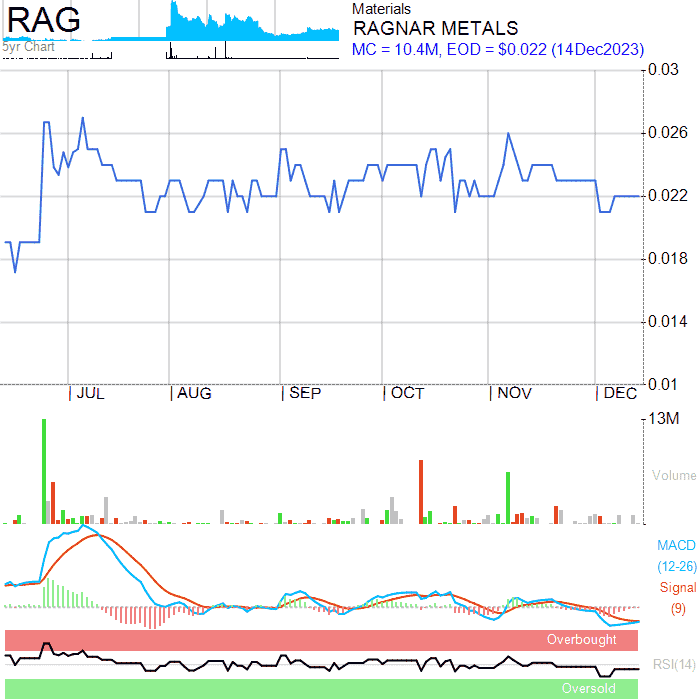 RAG
5yr Chart
Materials
RAGNAR METALS
MC = 10.4M, EOD = $0.022 (14Dec2023)
0.03
0.026
0.022
0.018
0.014
0.01
JUL AUG SEP OCT NOV DEC
13M
Volume
MACD
(12-26)
Signal
(9)
Overbought
RSI(14)
Oversold